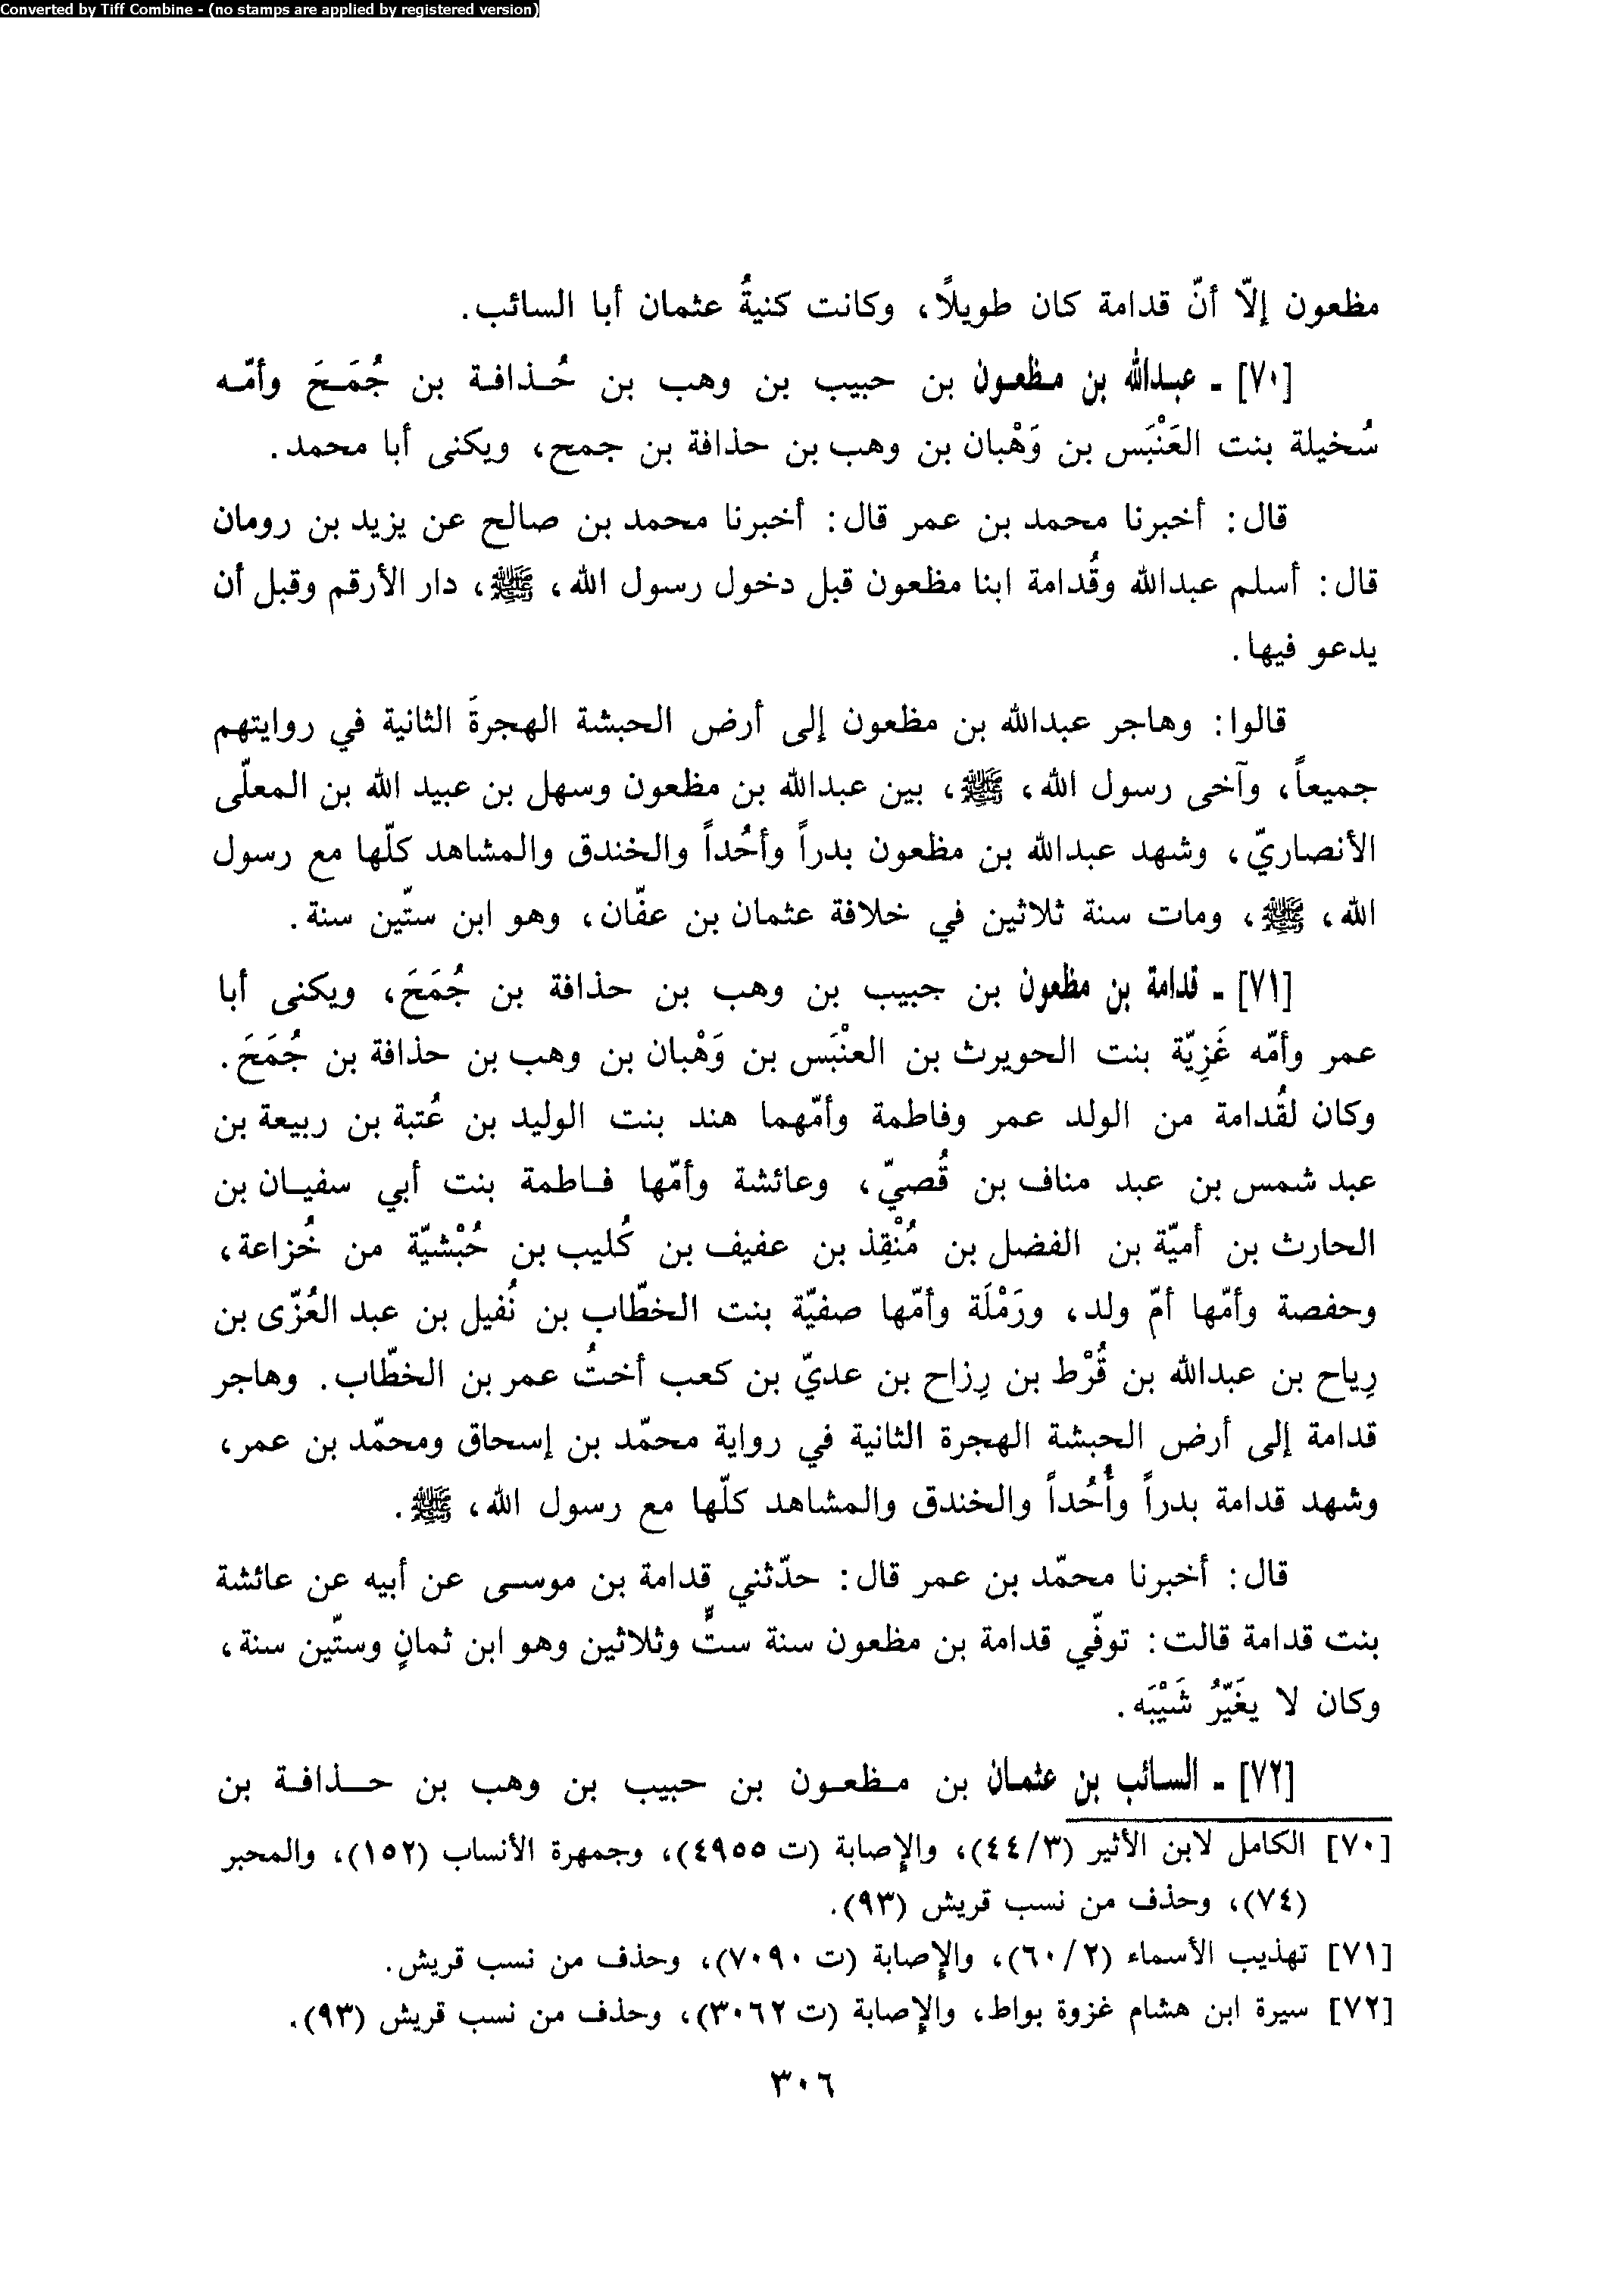 Converted by Tiff Combine - (no stamps are applied by registered version)
مظعون إلاّ أنّ قدامة كان طويلاً، وكانت كنيةُ عثمان أبا السائب.
[٧٠] ـ عبدالله بن مظعون بن حبيب بن وهب بن حُذافة بن جُمَحَ وأمّه
سُخيلة بنت العَنْبَس بن وَهْبان بن وهب بن حذافة بن جمح، ويكنى أبا محمد.
قال: أخبرنا محمد بن عمر قال: أخبرنا محمد بن صالح عن يزيد بن رومان
قال: أسلم عبدالله وقُدامة ابنا مظعون قبل دخول رسول الله، ﷺ، دار الأرقم وقبل أن
يدعو فيها.
قالوا: وهاجر عبدالله بن مظعون إلى أرض الحبشة الهجرةَ الثانية في روايتهم
جميعاً، وآخى رسول الله، ﷺ، بين عبدالله بن مظعون وسهل بن عبيد الله بن المعلّى
الأنصاريّ، وشهد عبدالله بن مظعون بدراً وأُحُداً والخندق والمشاهد كلّها مع رسول
الله، ﷺ، ومات سنة ثلاثين في خلافة عثمان بن عفّان، وهو ابن ستّين سنة.
[٧١] ـ قدامة بن مظعون بن حبيب بن وهب بن حذافة بن جُمَحَ، ويكنى أبا
عمر وأمّه غَزِيّة بنت الحويرث بن العنْبَس بن وَهْبان بن وهب بن حذافة بن جُمَحَ.
وكان لقُدامة من الولد عمر وفاطمة وأمّهما هند بنت الوليد بن عُتبة بن ربيعة بن
عبد شمس بن عبد مناف بن قُصيّ، وعائشة وأمّها فاطمة بنت أبي سفيان بن
الحارث بن أميّة بن الفضل بن مُنْقِذ بن عفيف بن كُليب بن حُبْشيّة من خُزاعة،
وحفصة وأمّها أمّ ولد، ورَمْلَة وأمّها صفيّة بنت الخطّاب بن نُفيل بن عبد العُزّى بن
رِياح بن عبدالله بن قُرْط بن رِزاح بن عديّ بن كعب أختُ عمر بن الخطّاب. وهاجر
قدامة إلى أرض الحبشة الهجرة الثانية في رواية محمّد بن إسحاق ومحمّد بن عمر،
وشهد قدامة بدراً وأُحُداً والخندق والمشاهد كلّها مع رسول الله، ﷺ.
قال: أخبرنا محمّد بن عمر قال: حدّثني قدامة بن موسى عن أبيه عن عائشة
بنت قدامة قالت: توفّي قدامة بن مظعون سنة ستٍّ وثلاثين وهو ابن ثمانٍ وستّين سنة،
وكان لا يغَيّرُ شَيْبَه.
[٧٢] ـ السائب بن عثمان بن مظعون بن حبيب بن وهب بن حذافة بن
[٧٠] الكامل لابن الأثير (٤٤/٣)، والإصابة (ت ٤٩٥٥)، وجمهرة الأنساب (١٥٢)، والمحبر
(٧٤)، وحذف من نسب قريش (٩٣).
[٧١] تهذيب الأسماء (٦٠/٢)، والإصابة (ت ٧٠٩٠)، وحذف من نسب قريش.
[٧٢] سيرة ابن هشام غزوة بواط، والإصابة (ت ٣٠٦٢)، وحذف من نسب قريش (٩٣).
٣٠٦